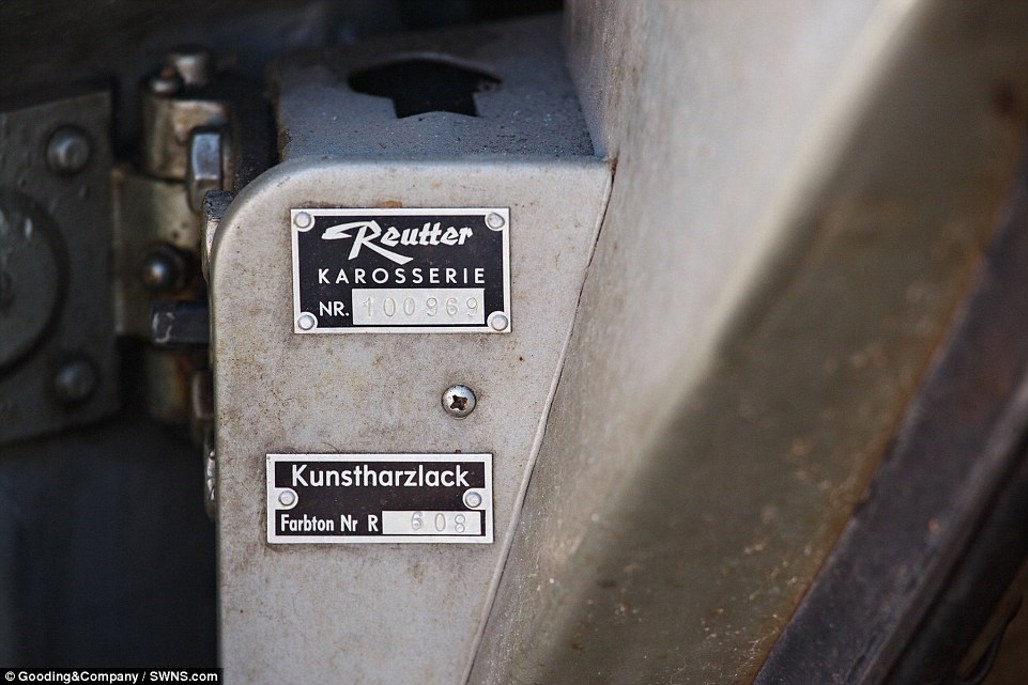 Reutter
KAROSSERIE
NR. 100969
Kunstharzlack
Farbton Nr R 608
© Gooding&Company / SWNS.com